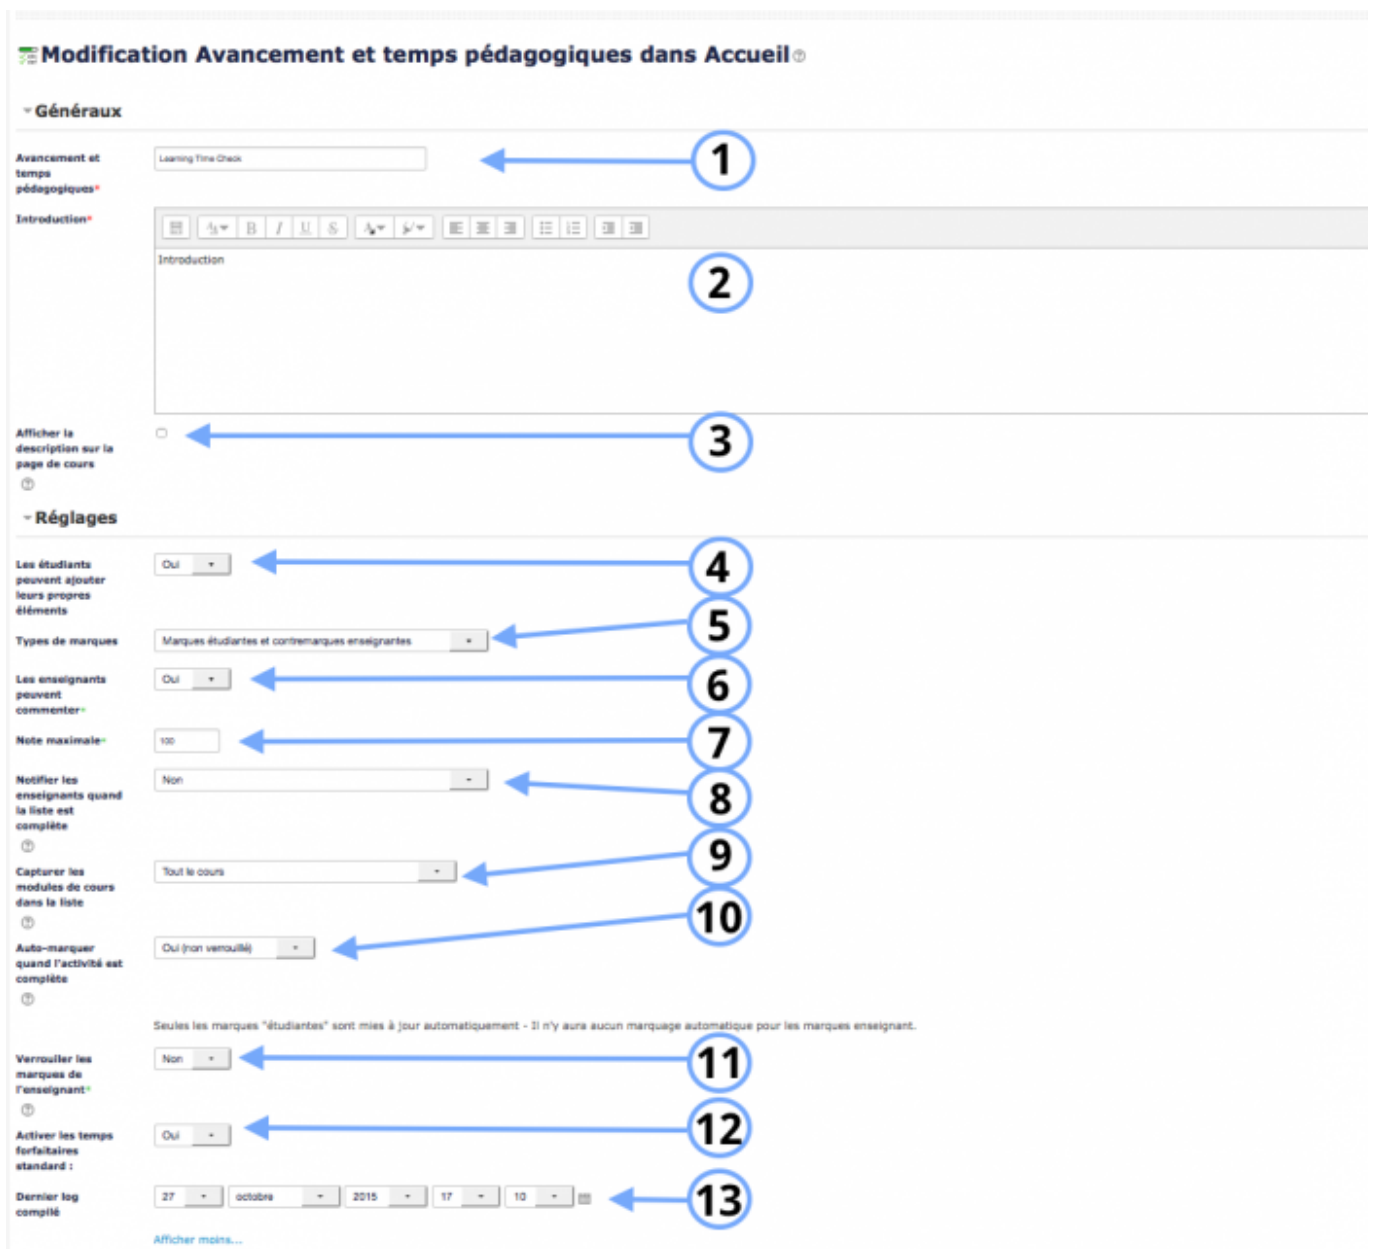 Modification Avancement et temps pédagogiques dans Accueil
Généraux
Avancement et
temps
pédagogiques*
Learning Time Check
1
Introduction*
B I U S
Introduction
2
Afficher la
description sur la
page de cours
3
Réglages
Les étudiants
peuvent ajouter
leurs propres
éléments
Oui
4
Types de marques
Marques étudiantes et contremarques enseignantes
5
Les enseignants
peuvent
commenter*
Oui
6
Note maximale*
100
7
Notifier les
enseignants quand
la liste est
complète
Non
8
Capturer les
modules de cours
dans la liste
Tout le cours
9
Auto-marquer
quand l'activité est
complète
Oui (non verrouillé)
10
Seules les marques "étudiantes" sont mies à jour automatiquement - Il n'y aura aucun marquage automatique pour les marques enseignant.
Verrouiller les
marques de
l'enseignant*
Non
11
Activer les temps
forfaitaires
standard :
Oui
12
Dernier log
compilé
27 octobre 2015 17 10
13
Afficher moins...